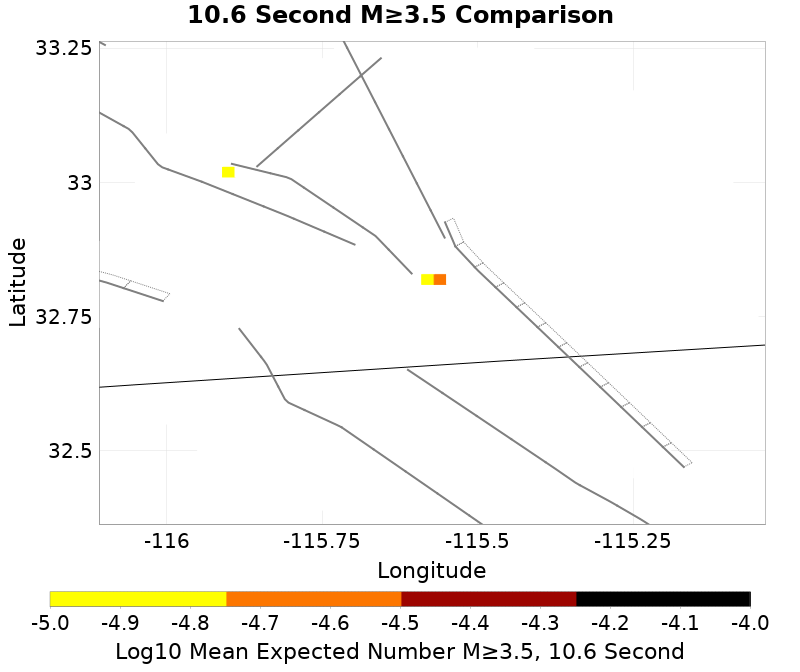 10.6 Second M≥3.5 Comparison
33.25
33
32.75
32.5
Latitude
-116 -115.75 -115.5 -115.25
Longitude
-5.0 -4.9 -4.8 -4.7 -4.6 -4.5 -4.4 -4.3 -4.2 -4.1 -4.0
Log10 Mean Expected Number M≥3.5, 10.6 Second